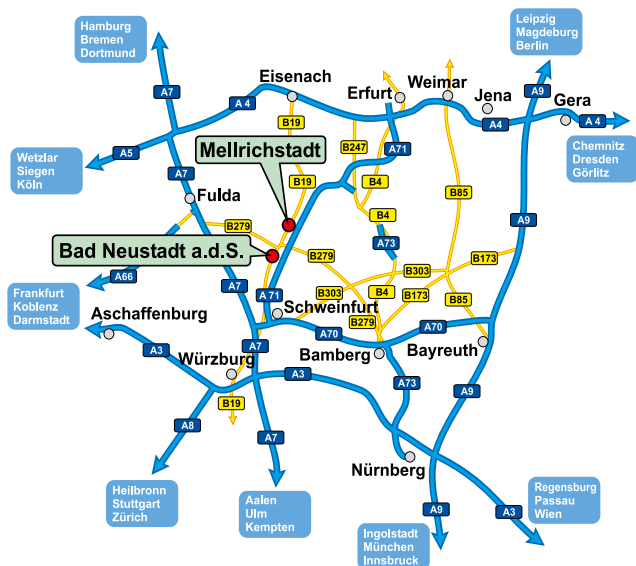 Hamburg
Bremen
Dortmund
Leipzig
Magdeburg
Berlin
A7
A9
Eisenach
Erfurt
Weimar
Jena
Gera
A 4
B19
A4
A 4
Wetzlar
Siegen
Köln
A5
Mellrichstadt
B247
A71
Chemnitz
Dresden
Görlitz
A7
B19
B4
B85
Fulda
B279
B4
A9
Bad Neustadt a.d.S.
B279
A73
B303
B173
A66
A7
A 71
B303
B4
B173
B85
Frankfurt
Koblenz
Darmstadt
Aschaffenburg
Schweinfurt
B279
A70
A70
A3
A7
Würzburg
Bamberg
Bayreuth
A3
A73
A9
B19
A8
A7
Nürnberg
Heilbronn
Stuttgart
Zürich
Aalen
Ulm
Kempten
A9
A3
Regensburg
Passau
Wien
Ingolstadt
München
Innsbruck